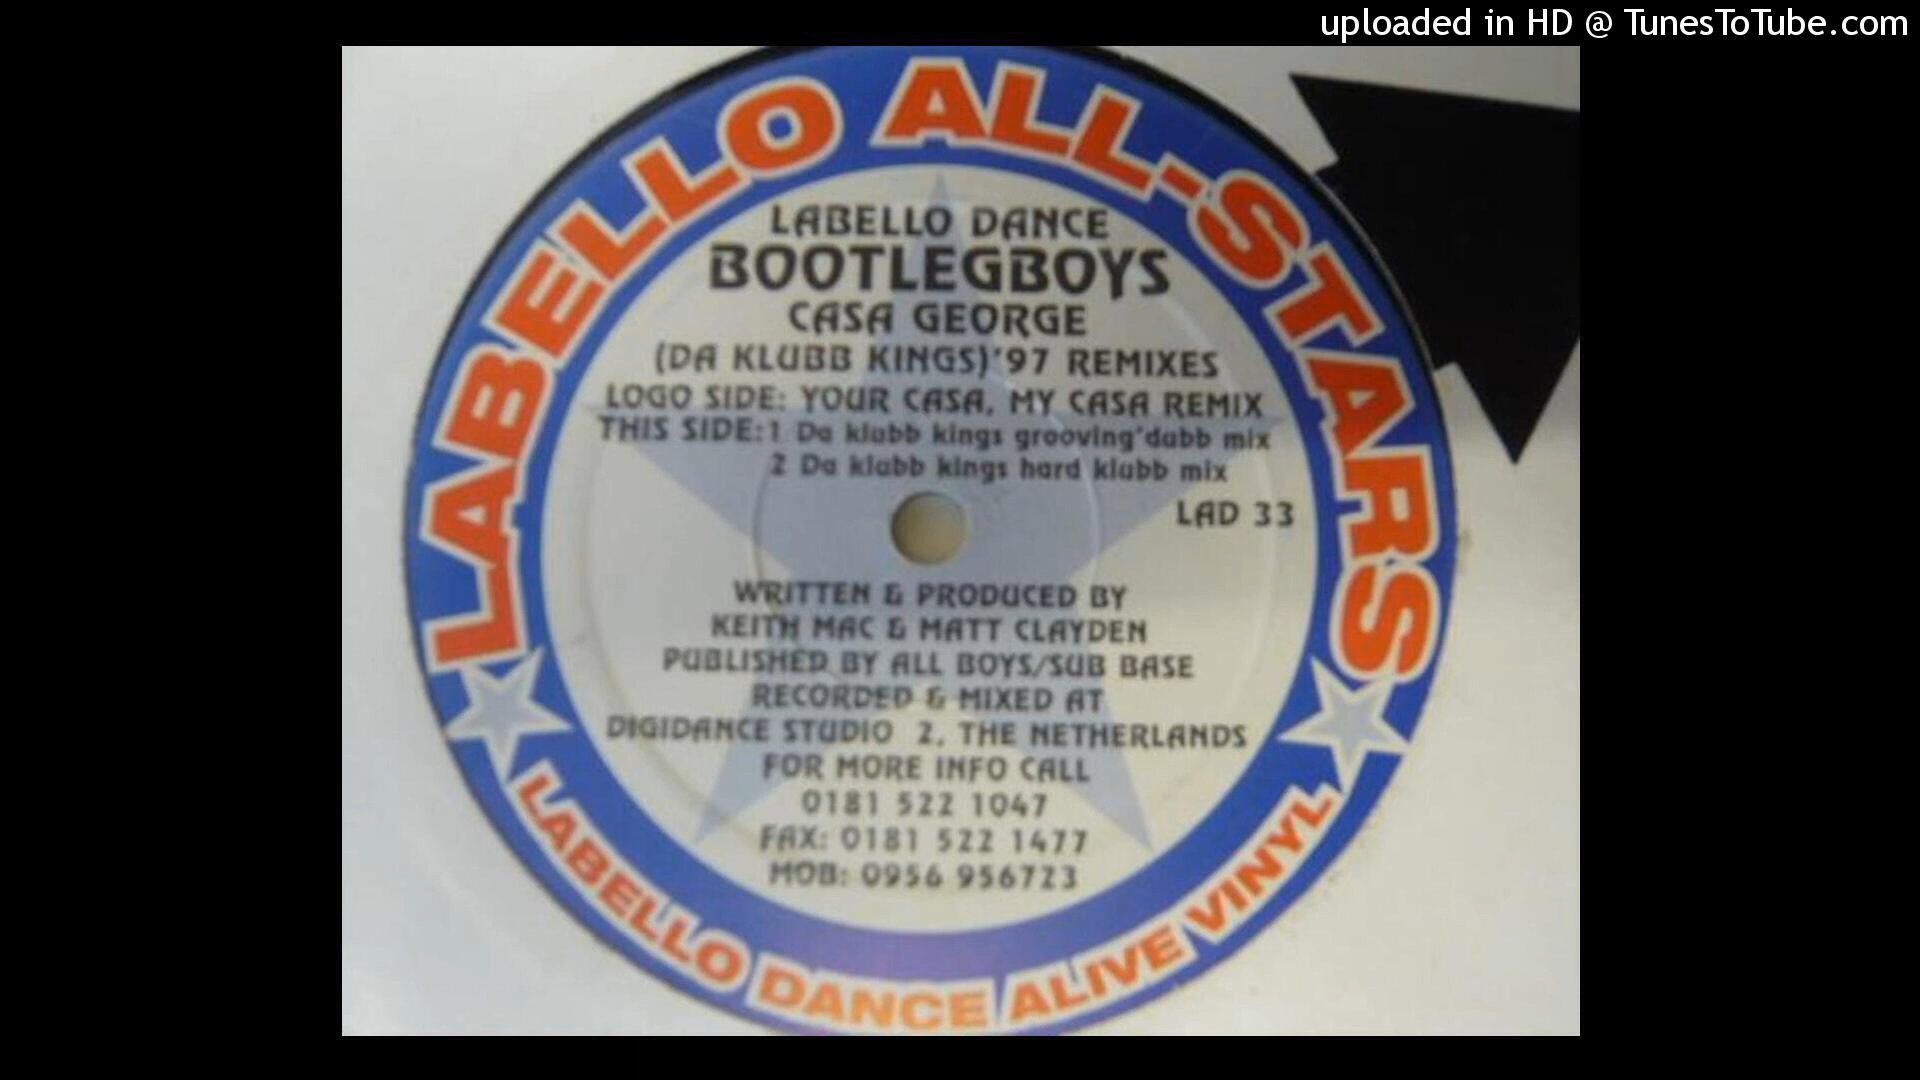 uploaded in HD @ TunesToTube.com
LABELLO ALL-STARS
LABELLO DANCE
BOOTLEGBOYS
CASA GEORGE
(DA KLUBB KINGS)'97 REMIXES
LOGO SIDE: YOUR CASA, MY CASA REMIX
THIS SIDE:1 Da klubb kings grooving'dubb mix
2 Da klubb kings hard klubb mix
LAD 33
WRITTEN & PRODUCED BY
KEITH MAC & MATT CLAYDEN
PUBLISHED BY ALL BOYS/SUB BASE
RECORDED & MIXED AT
DIGIDANCE STUDIO 2, THE NETHERLANDS
FOR MORE INFO CALL
0181 522 1047
FAX: 0181 522 1477
MOB: 0956 956723
LABELLO DANCE ALIVE VINYL